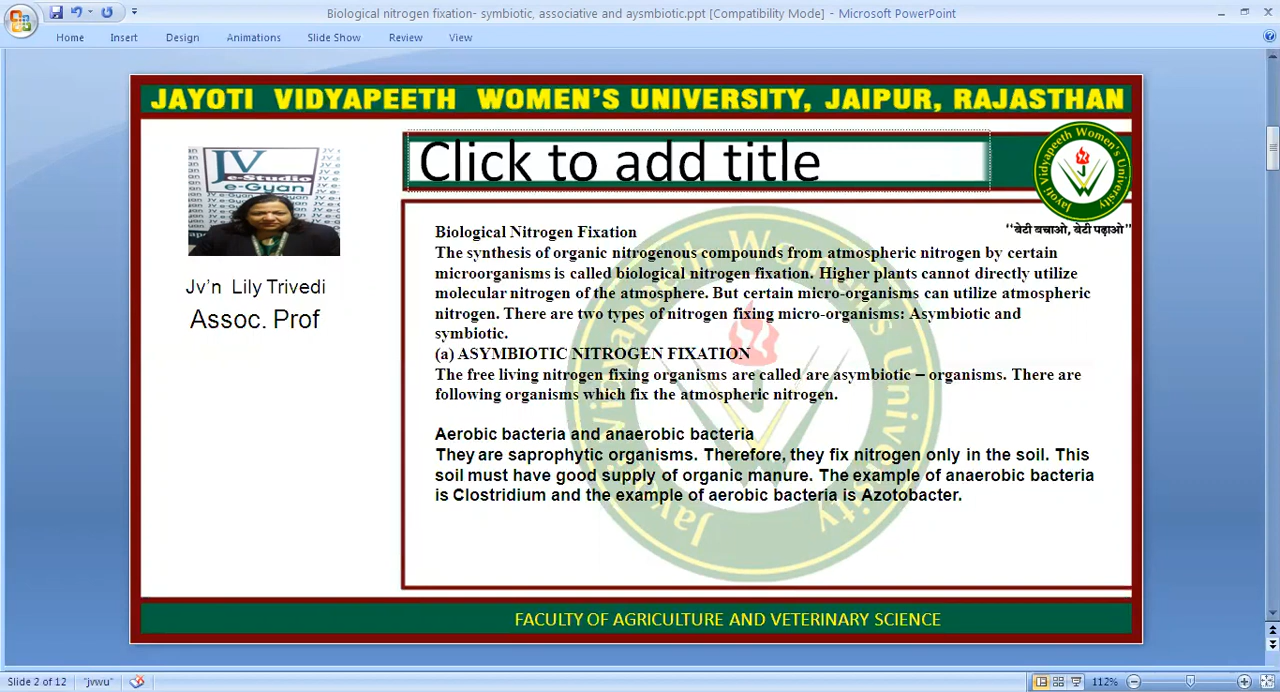 Biological nitrogen fixation- symbiotic, associative and aysmbiotic.ppt [Compatibility Mode] - Microsoft PowerPoint
Home Insert Design Animations Slide Show Review View
JAYOTI VIDYAPEETH WOMEN'S UNIVERSITY, JAIPUR, RAJASTHAN
JV
e-Studio
e-Gyan
Jv'n Lily Trivedi
Assoc. Prof
Click to add title
Jayoti Vidyapeeth Women's University
"बेटी बचाओ, बेटी पढ़ाओ"
Biological Nitrogen Fixation
The synthesis of organic nitrogenous compounds from atmospheric nitrogen by certain
microorganisms is called biological nitrogen fixation. Higher plants cannot directly utilize
molecular nitrogen of the atmosphere. But certain micro-organisms can utilize atmospheric
nitrogen. There are two types of nitrogen fixing micro-organisms: Asymbiotic and
symbiotic.
(a) ASYMBIOTIC NITROGEN FIXATION
The free living nitrogen fixing organisms are called are asymbiotic – organisms. There are
following organisms which fix the atmospheric nitrogen.
Aerobic bacteria and anaerobic bacteria
They are saprophytic organisms. Therefore, they fix nitrogen only in the soil. This
soil must have good supply of organic manure. The example of anaerobic bacteria
is Clostridium and the example of aerobic bacteria is Azotobacter.
FACULTY OF AGRICULTURE AND VETERINARY SCIENCE
Slide 2 of 12 "jvwu" 112%